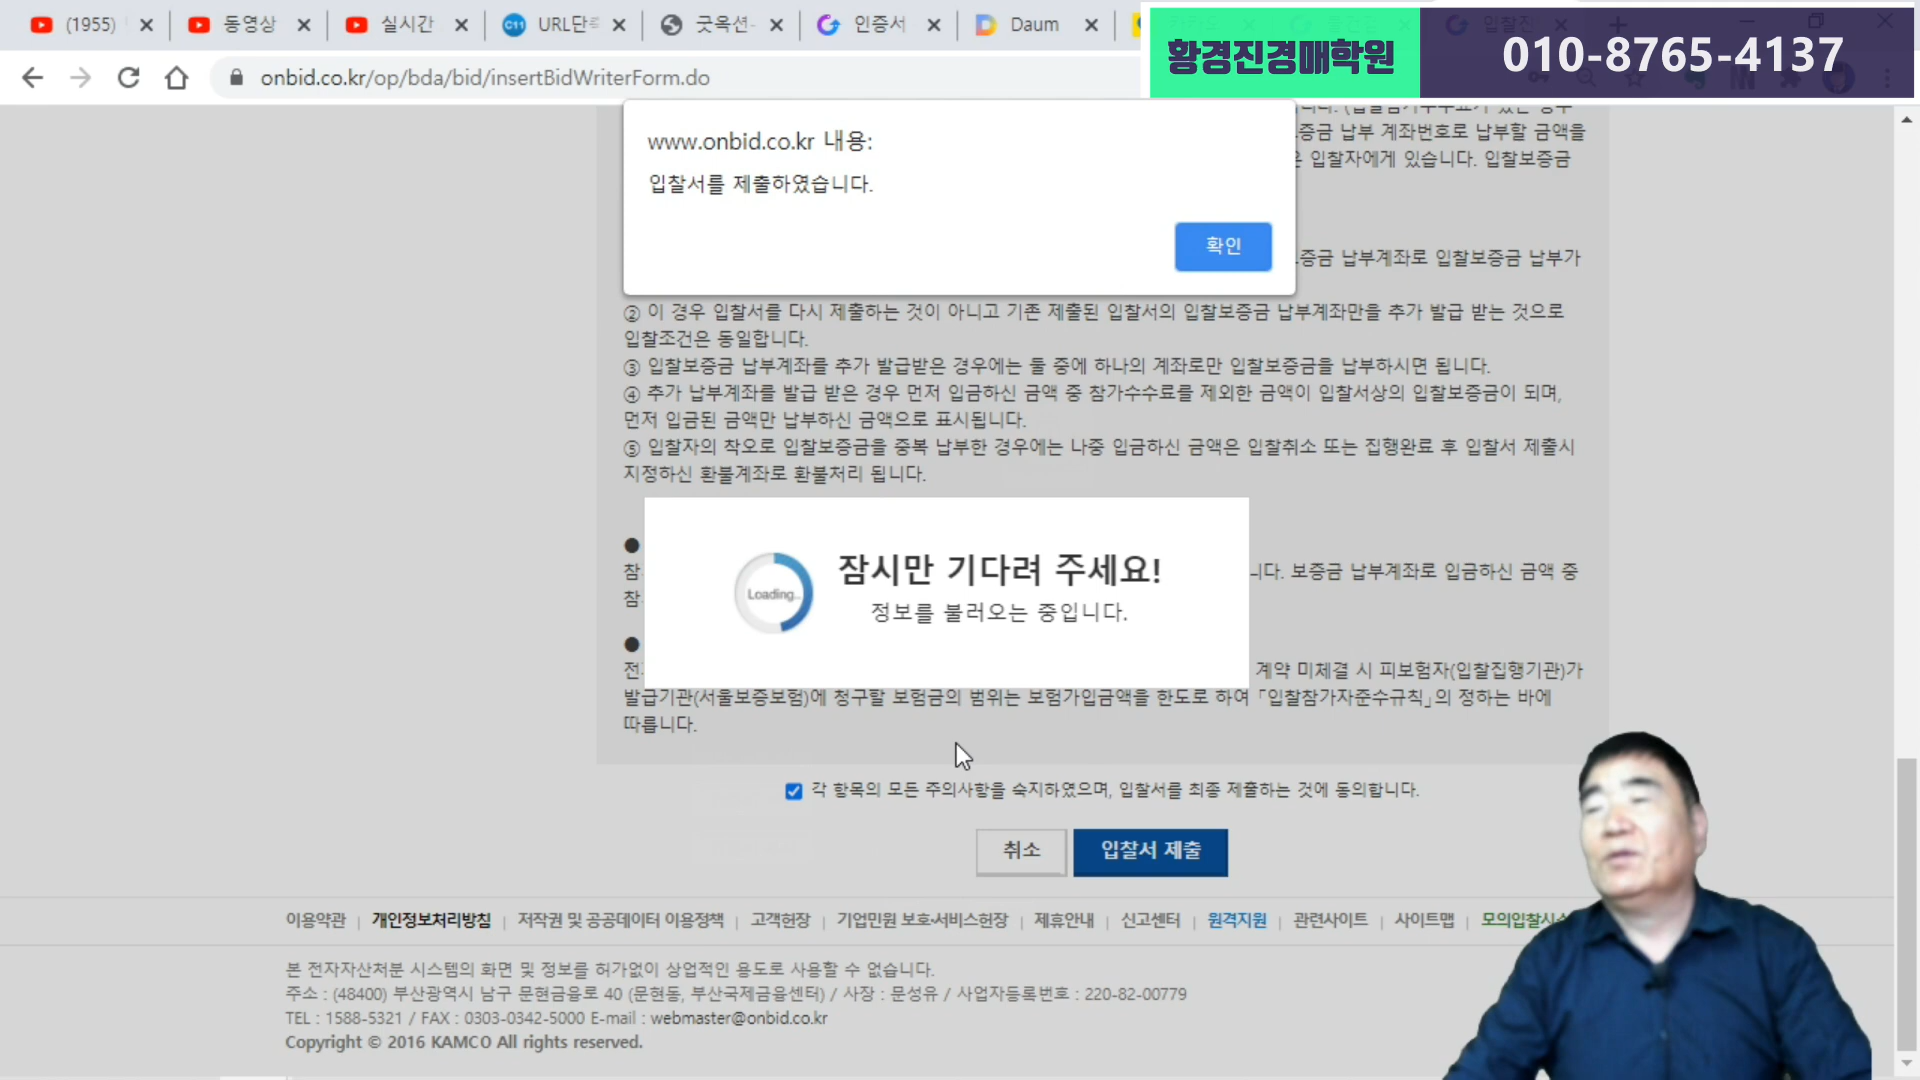 (1955)
동영상
실시간
URL단축
굿옥션-
인증서
Daum
황경진경매학원
010-8765-4137
onbid.co.kr/op/bda/bid/insertBidWriterForm.do
www.onbid.co.kr 내용:
입찰서를 제출하였습니다.
확인
증금 납부 계좌번호로 납부할 금액을
은 입찰자에게 있습니다. 입찰보증금
증금 납부계좌로 입찰보증금 납부가
② 이 경우 입찰서를 다시 제출하는 것이 아니고 기존 제출된 입찰서의 입찰보증금 납부계좌만을 추가 발급 받는 것으로
입찰조건은 동일합니다.
③ 입찰보증금 납부계좌를 추가 발급받은 경우에는 둘 중에 하나의 계좌로만 입찰보증금을 납부하시면 됩니다.
④ 추가 납부계좌를 발급 받은 경우 먼저 입금하신 금액 중 참가수수료를 제외한 금액이 입찰서상의 입찰보증금이 되며,
먼저 입금된 금액만 납부하신 금액으로 표시됩니다.
⑤ 입찰자의 착오로 입찰보증금을 중복 납부한 경우에는 나중 입금하신 금액은 입찰취소 또는 집행완료 후 입찰서 제출시
지정하신 환불계좌로 환불처리 됩니다.
Loading..
잠시만 기다려 주세요!
정보를 불러오는 중입니다.
●
참
니다. 보증금 납부계좌로 입금하신 금액 중
참
●
전
계약 미체결 시 피보험자(입찰집행기관)가
발급기관(서울보증보험)에 청구할 보험금의 범위는 보험가입금액을 한도로 하여 「입찰참가자준수규칙」의 정하는 바에
따릅니다.
각 항목의 모든 주의사항을 숙지하였으며, 입찰서를 최종 제출하는 것에 동의합니다.
취소
입찰서 제출
이용약관 | 개인정보처리방침 | 저작권 및 공공데이터 이용정책 | 고객헌장 | 기업민원 보호·서비스헌장 | 제휴안내 | 신고센터 | 원격지원 | 관련사이트 | 사이트맵 | 모의입찰시스
본 전자자산처분 시스템의 화면 및 정보를 허가없이 상업적인 용도로 사용할 수 없습니다.
주소 : (48400) 부산광역시 남구 문현금융로 40 (문현동, 부산국제금융센터) / 사장 : 문성유 / 사업자등록번호 : 220-82-00779
TEL : 1588-5321 / FAX : 0303-0342-5000 E-mail : webmaster@onbid.co.kr
Copyright © 2016 KAMCO All rights reserved.